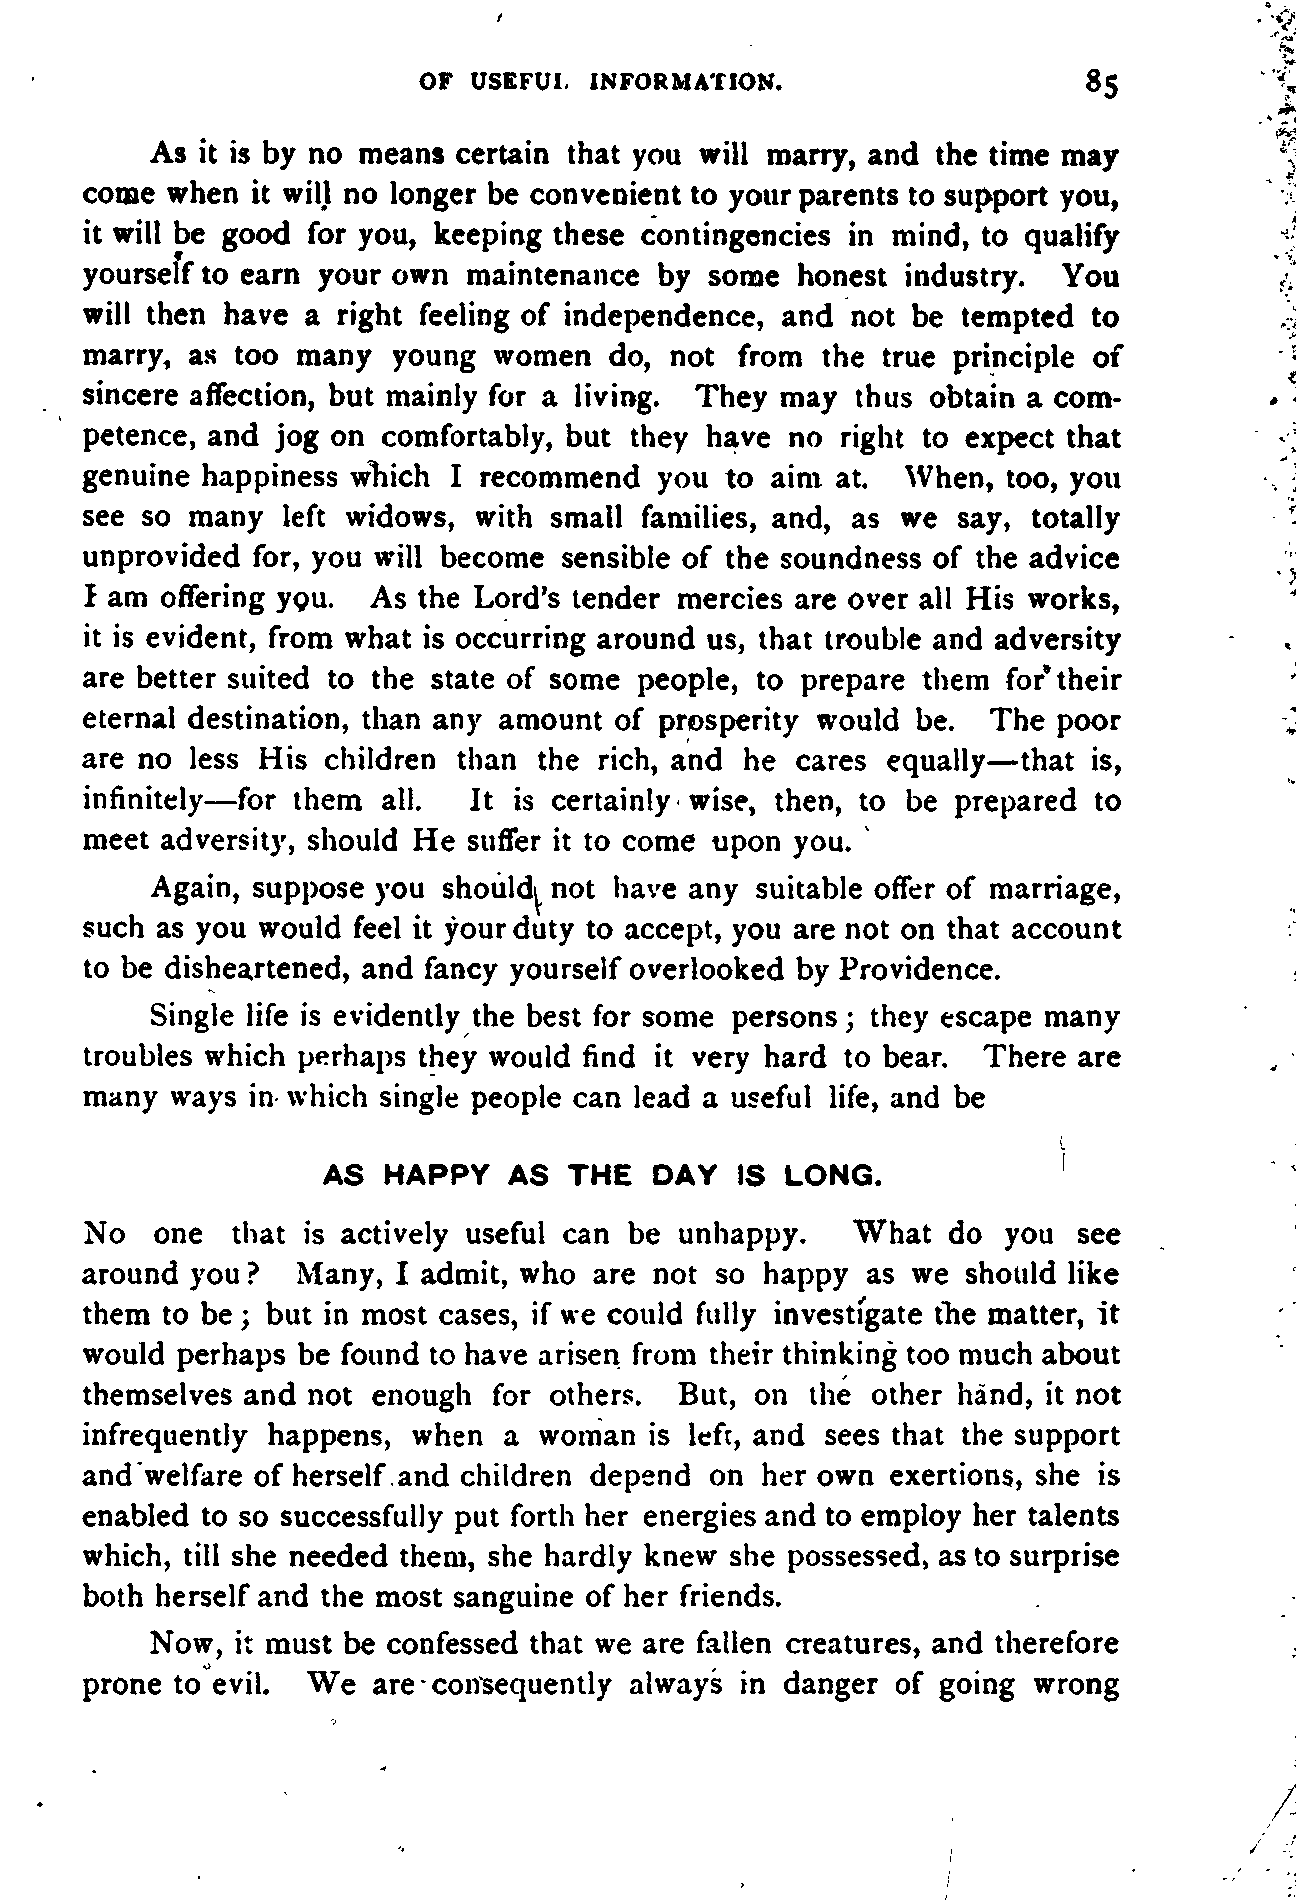 OF USEFUL INFORMATION. 85
As it is by no means certain that you will marry, and the time may
come when it will no longer be convenient to your parents to support you,
it will be good for you, keeping these contingencies in mind, to qualify
yourself to earn your own maintenance by some honest industry. You
will then have a right feeling of independence, and not be tempted to
marry, as too many young women do, not from the true principle of
sincere affection, but mainly for a living. They may thus obtain a com-
petence, and jog on comfortably, but they have no right to expect that
genuine happiness which I recommend you to aim at. When, too, you
see so many left widows, with small families, and, as we say, totally
unprovided for, you will become sensible of the soundness of the advice
I am offering you. As the Lord's tender mercies are over all His works,
it is evident, from what is occurring around us, that trouble and adversity
are better suited to the state of some people, to prepare them for their
eternal destination, than any amount of prosperity would be. The poor
are no less His children than the rich, and he cares equally—that is,
infinitely—for them all. It is certainly wise, then, to be prepared to
meet adversity, should He suffer it to come upon you.
Again, suppose you should not have any suitable offer of marriage,
such as you would feel it your duty to accept, you are not on that account
to be disheartened, and fancy yourself overlooked by Providence.
Single life is evidently the best for some persons; they escape many
troubles which perhaps they would find it very hard to bear. There are
many ways in which single people can lead a useful life, and be
AS HAPPY AS THE DAY IS LONG.
No one that is actively useful can be unhappy. What do you see
around you? Many, I admit, who are not so happy as we should like
them to be; but in most cases, if we could fully investigate the matter, it
would perhaps be found to have arisen from their thinking too much about
themselves and not enough for others. But, on the other hand, it not
infrequently happens, when a woman is left, and sees that the support
and welfare of herself and children depend on her own exertions, she is
enabled to so successfully put forth her energies and to employ her talents
which, till she needed them, she hardly knew she possessed, as to surprise
both herself and the most sanguine of her friends.
Now, it must be confessed that we are fallen creatures, and therefore
prone to evil. We are consequently always in danger of going wrong